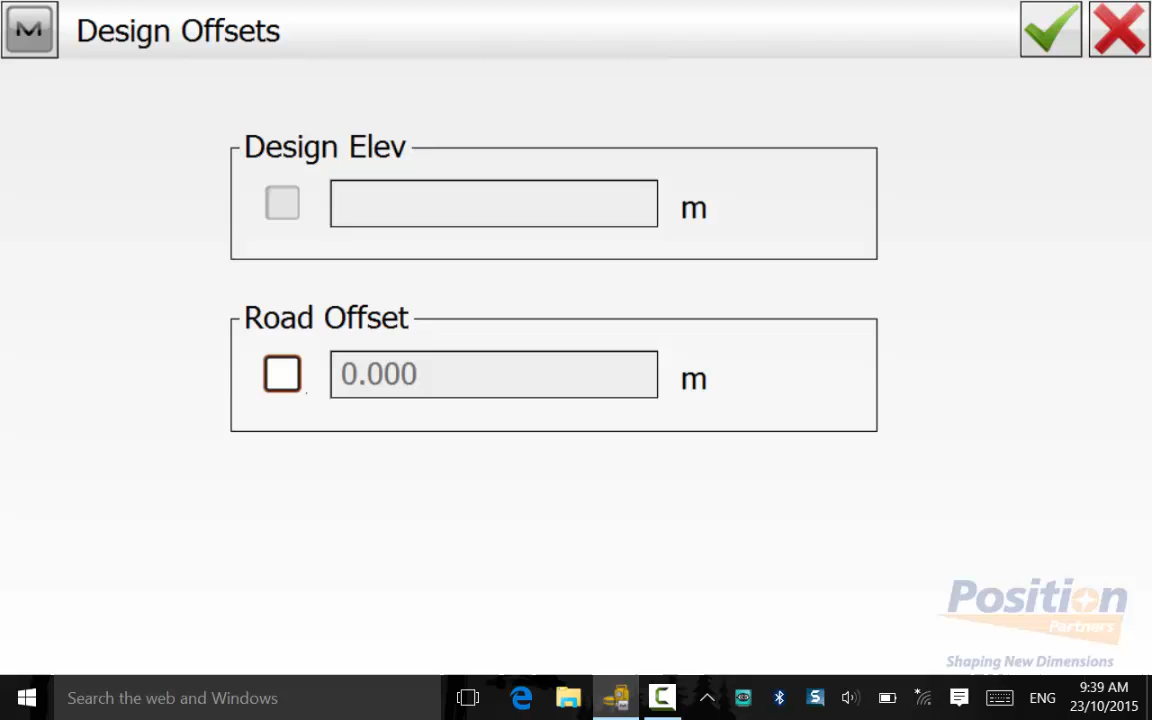 Design Offsets
Design Elev
m
Road Offset
0.000
m
Position
Partners
Shaping New Dimensions
Search the web and Windows
ENG
9:39 AM
23/10/2015